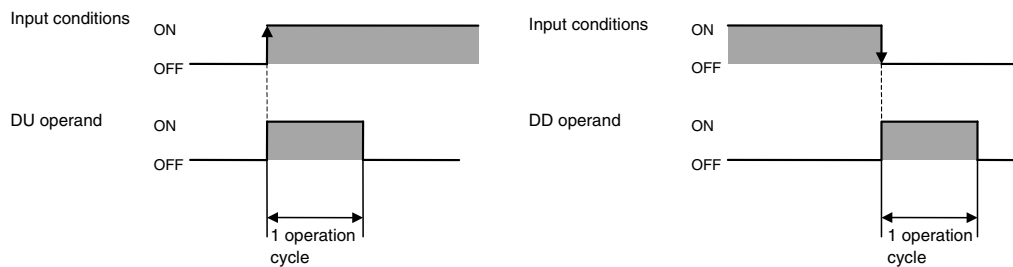 Input conditions
ON
OFF
DU operand
ON
OFF
1 operation
cycle
Input conditions
ON
OFF
DD operand
ON
OFF
1 operation
cycle